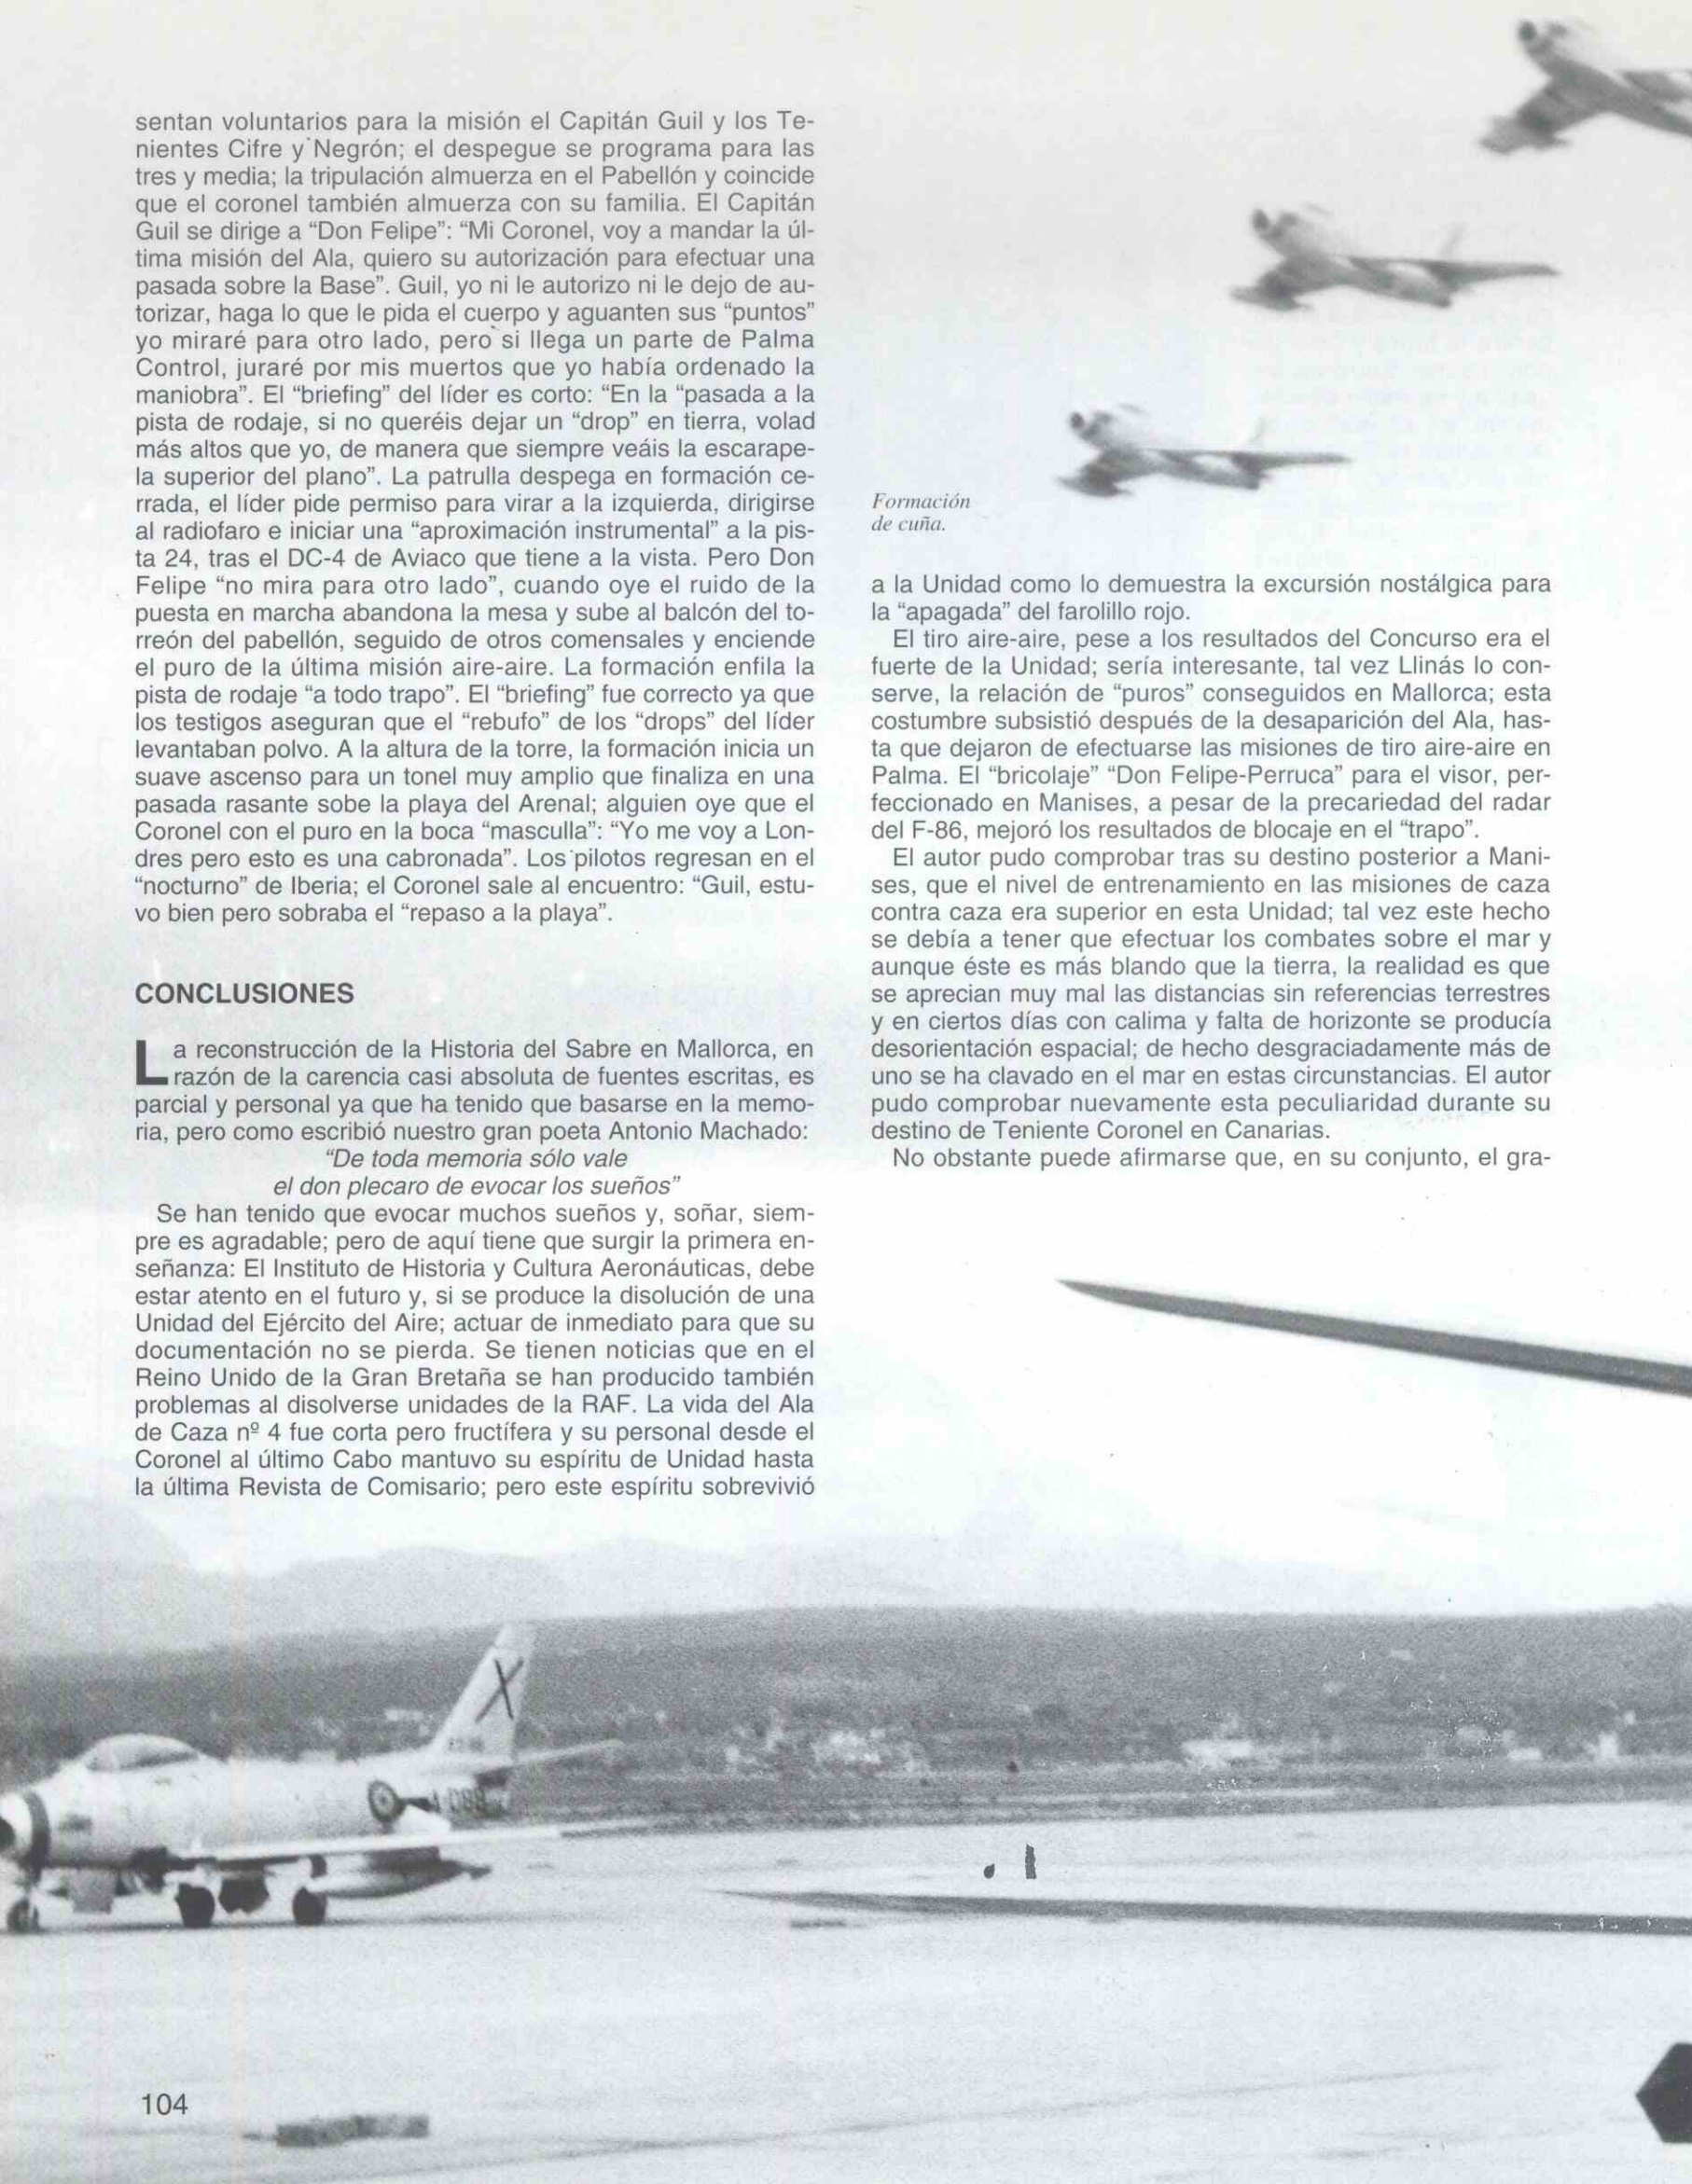 sentan voluntarios para la misión el Capitán Guil y los Te-
nientes Cifre y Negrón; el despegue se programa para las
tres y media; la tripulación almuerza en el Pabellón y coincide
que el coronel también almuerza con su familia. El Capitán
Guil se dirige a “Don Felipe”: “Mi Coronel, voy a mandar la úl-
tima misión del Ala, quiero su autorización para efectuar una
pasada sobre la Base”. Guil, yo ni le autorizo ni le dejo de au-
torizar, haga lo que le pida el cuerpo y aguanten sus “puntos”
yo miraré para otro lado, pero si llega un parte de Palma
Control, juraré por mis muertos que yo había ordenado la
maniobra”. El “briefing” del líder es corto: “En la “pasada a la
pista de rodaje, si no queréis dejar un “drop” en tierra, volad
más altos que yo, de manera que siempre veáis la escarape-
la superior del plano”. La patrulla despega en formación ce-
rrada, el líder pide permiso para virar a la izquierda, dirigirse
al radiofaro e iniciar una “aproximación instrumental” a la pis-
ta 24, tras el DC-4 de Aviaco que tiene a la vista. Pero Don
Felipe “no mira para otro lado”, cuando oye el ruido de la
puesta en marcha abandona la mesa y sube al balcón del to-
rreón del pabellón, seguido de otros comensales y enciende
el puro de la última misión aire-aire. La formación enfila la
pista de rodaje “a todo trapo”. El “briefing” fue correcto ya que
los testigos aseguran que el “rebufo” de los “drops” del líder
levantaban polvo. A la altura de la torre, la formación inicia un
suave ascenso para un tonel muy amplio que finaliza en una
pasada rasante sobe la playa del Arenal; alguien oye que el
Coronel con el puro en la boca “masculla”: “Yo me voy a Lon-
dres pero esto es una cabronada”. Los pilotos regresan en el
“nocturno” de Iberia; el Coronel sale al encuentro: “Guil, estu-
vo bien pero sobraba el “repaso a la playa”.
CONCLUSIONES
La reconstrucción de la Historia del Sabre en Mallorca, en
razón de la carencia casi absoluta de fuentes escritas, es
parcial y personal ya que ha tenido que basarse en la memo-
ria, pero como escribió nuestro gran poeta Antonio Machado:
“De toda memoria sólo vale
el don plecaro de evocar los sueños”
Se han tenido que evocar muchos sueños y, soñar, siem-
pre es agradable; pero de aquí tiene que surgir la primera en-
señanza: El Instituto de Historia y Cultura Aeronáuticas, debe
estar atento en el futuro y, si se produce la disolución de una
Unidad del Ejército del Aire; actuar de inmediato para que su
documentación no se pierda. Se tienen noticias que en el
Reino Unido de la Gran Bretaña se han producido también
problemas al disolverse unidades de la RAF. La vida del Ala
de Caza nº 4 fue corta pero fructífera y su personal desde el
Coronel al último Cabo mantuvo su espíritu de Unidad hasta
la última Revista de Comisario; pero este espíritu sobrevivió
Formación
de cuña.
a la Unidad como lo demuestra la excursión nostálgica para
la “apagada” del farolillo rojo.
El tiro aire-aire, pese a los resultados del Concurso era el
fuerte de la Unidad; sería interesante, tal vez Llinás lo con-
serve, la relación de “puros” conseguidos en Mallorca; esta
costumbre subsistió después de la desaparición del Ala, has-
ta que dejaron de efectuarse las misiones de tiro aire-aire en
Palma. El “bricolaje” “Don Felipe-Perruca” para el visor, per-
feccionado en Manises, a pesar de la precariedad del radar
del F-86, mejoró los resultados de blocaje en el “trapo”.
El autor pudo comprobar tras su destino posterior a Mani-
ses, que el nivel de entrenamiento en las misiones de caza
contra caza era superior en esta Unidad; tal vez este hecho
se debía a tener que efectuar los combates sobre el mar y
aunque éste es más blando que la tierra, la realidad es que
se aprecian muy mal las distancias sin referencias terrestres
y en ciertos días con calima y falta de horizonte se producía
desorientación espacial; de hecho desgraciadamente más de
uno se ha clavado en el mar en estas circunstancias. El autor
pudo comprobar nuevamente esta peculiaridad durante su
destino de Teniente Coronel en Canarias.
No obstante puede afirmarse que, en su conjunto, el gra-
104